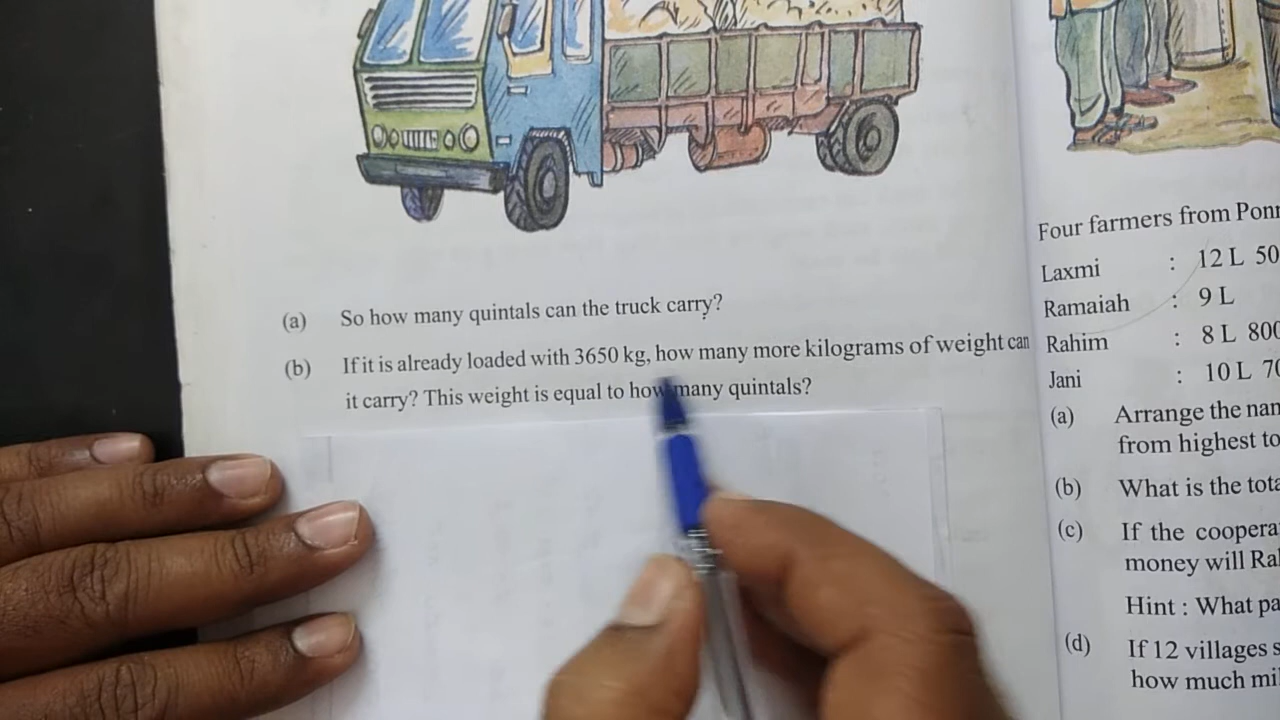 (a) So how many quintals can the truck carry?
(b) If it is already loaded with 3650 kg, how many more kilograms of weight can
it carry? This weight is equal to how many quintals?
Four farmers from
Laxmi : 12 L 50
Ramaiah : 9 L
Rahim : 8 L
Jani : 10 L
(a) Arrange the
from highest to
(b) What is the
(c) If the
money will
Hint : What
(d) If 12 villages
how much